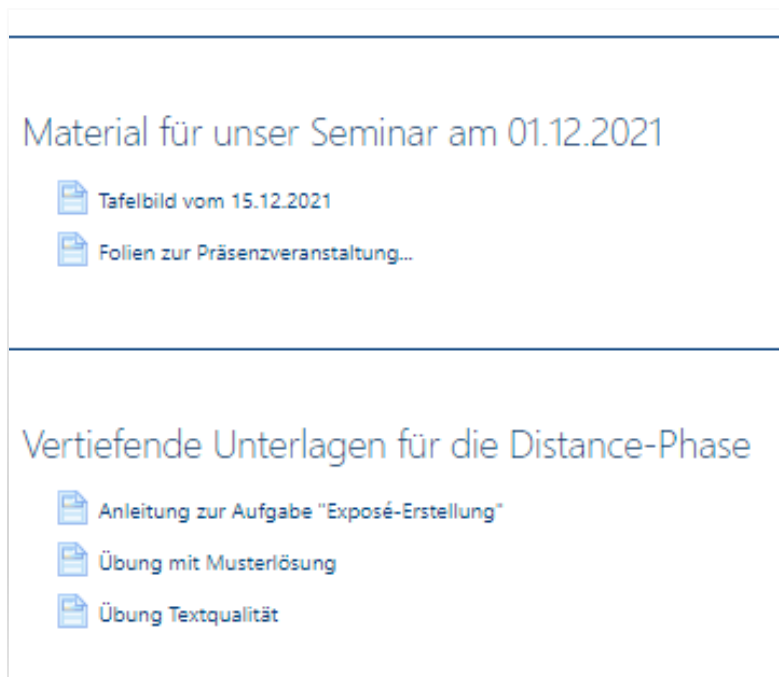 Material für unser Seminar am 01.12.2021
Tafelbild vom 15.12.2021
Folien zur Präsenzveranstaltung...
Vertiefende Unterlagen für die Distance-Phase
Anleitung zur Aufgabe "Exposé-Erstellung"
Übung mit Musterlösung
Übung Textqualität